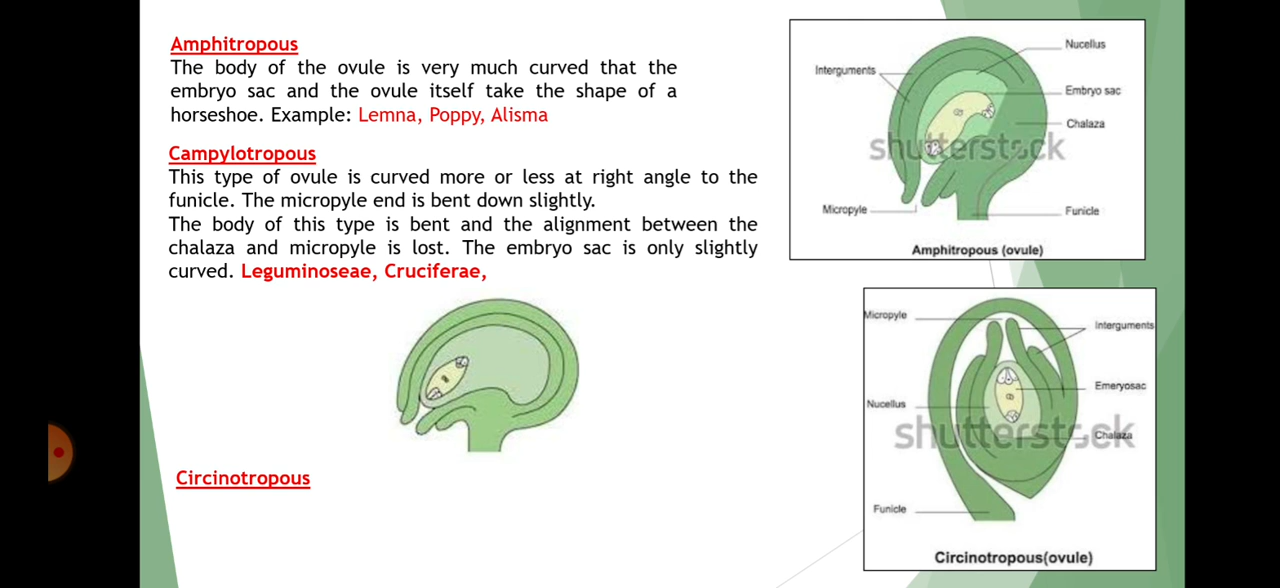 Amphitropous
The body of the ovule is very much curved that the
embryo sac and the ovule itself take the shape of a
horseshoe. Example: Lemna, Poppy, Alisma
Campylotropous
This type of ovule is curved more or less at right angle to the
funicle. The micropyle end is bent down slightly.
The body of this type is bent and the alignment between the
chalaza and micropyle is lost. The embryo sac is only slightly
curved. Leguminoseae, Cruciferae,
Circinotropous
Nucellus
Interguments
Embryo sac
Chalaza
shutterstock
Micropyle
Funicle
Amphitropous (ovule)
Micropyle
Interguments
Emeryosac
Nucellus
shutterstock
Chalaza
Funicle
Circinotropous(ovule)